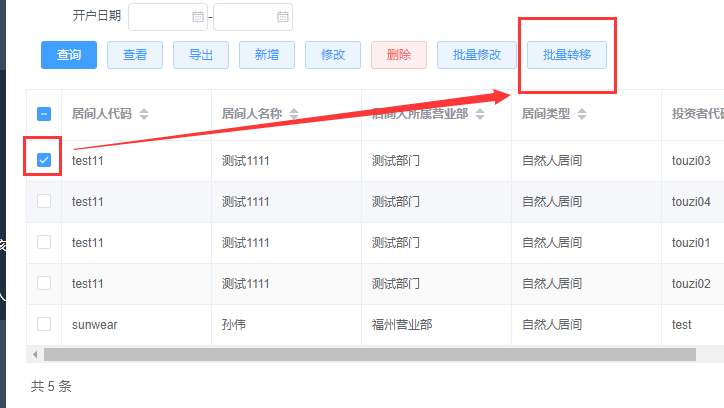 开户日期 -
查询 查看 导出 新增 修改 删除 批量修改 批量转移
居间人代码 居间人名称 居间人所属营业部 居间类型 投资者代码
test11 测试1111 测试部门 自然人居间 touzi03
test11 测试1111 测试部门 自然人居间 touzi04
test11 测试1111 测试部门 自然人居间 touzi01
test11 测试1111 测试部门 自然人居间 touzi02
sunwear 孙伟 福州营业部 自然人居间 test
共 5 条